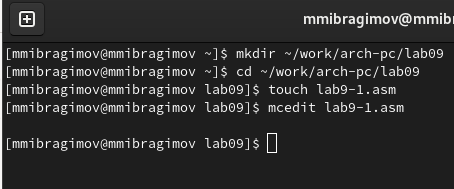 mmibragimov@mmibr
[mmibragimov@mmibragimov ~]$ mkdir ~/work/arch-pc/lab09
[mmibragimov@mmibragimov ~]$ cd ~/work/arch-pc/lab09
[mmibragimov@mmibragimov lab09]$ touch lab9-1.asm
[mmibragimov@mmibragimov lab09]$ mcedit lab9-1.asm
[mmibragimov@mmibragimov lab09]$